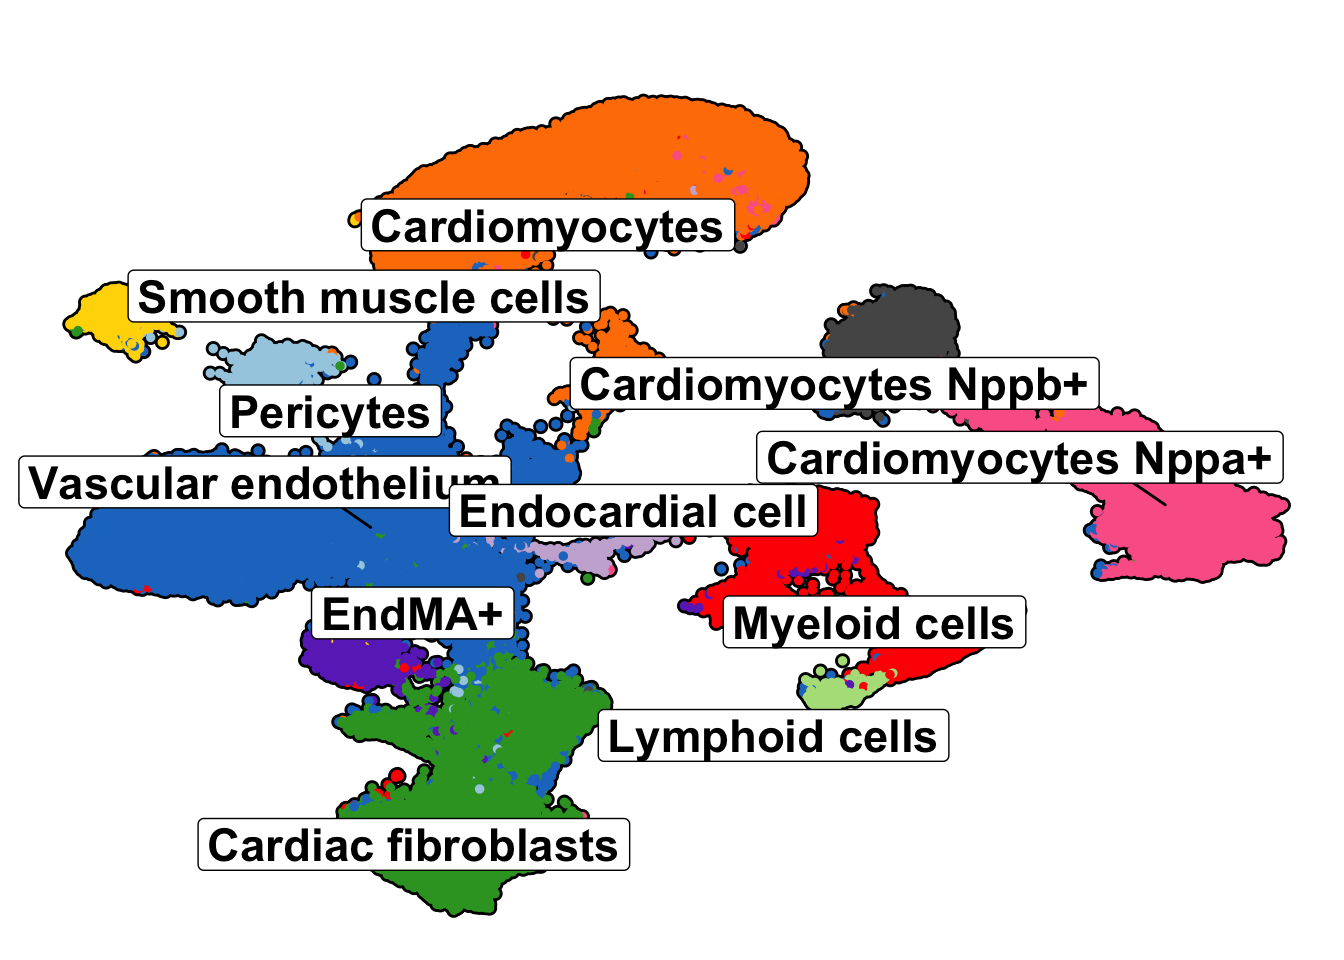 Cardiomyocytes
Smooth muscle cells
Cardiomyocytes Nppb+
Pericytes
Cardiomyocytes Nppa+
Vascular endothelium
Endocardial cell
EndMA+
Myeloid cells
Lymphoid cells
Cardiac fibroblasts